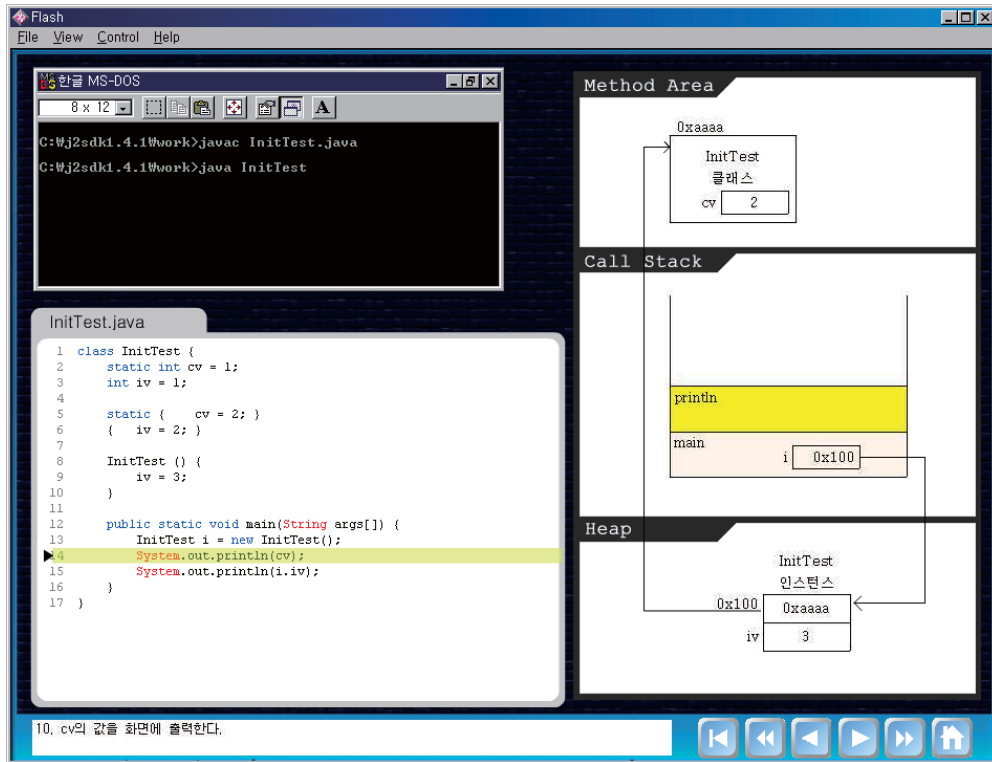 Flash
File View Control Help
한글 MS-DOS
8 x 12
A
C:₩j2sdk1.4.1₩work>javac InitTest.java
C:₩j2sdk1.4.1₩work>java InitTest
InitTest.java
1 class InitTest {
2 static int cv = 1;
3 int iv = 1;
4
5 static { cv = 2; }
6 { iv = 2; }
7
8 InitTest () {
9 iv = 3;
10 }
11
12 public static void main(String args[]) {
13 InitTest i = new InitTest();
14 System.out.println(cv);
15 System.out.println(i.iv);
16 }
17 }
Method Area
0xaaaa
InitTest
클래스
cv 2
Call Stack
println
main
i 0x100
Heap
InitTest
인스턴스
0x100 0xaaaa
iv 3
10. cv의 값을 화면에 출력한다.